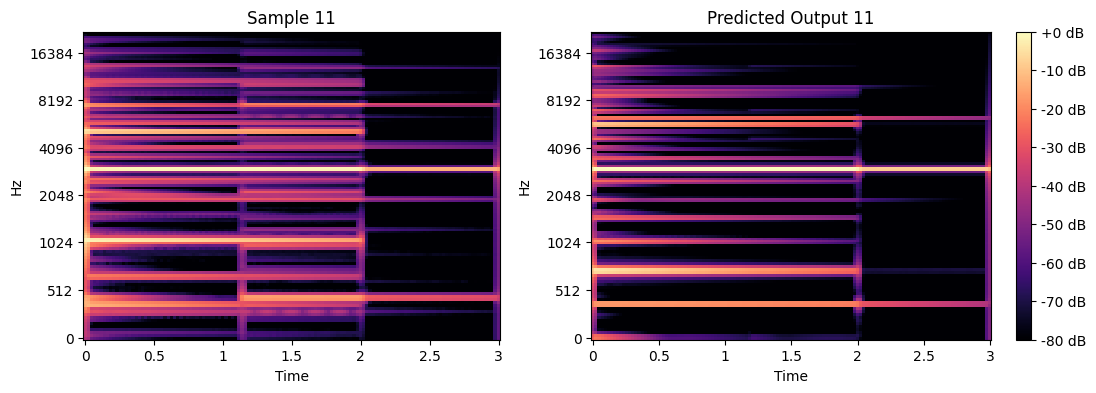 Sample 11
Predicted Output 11
Hz
16384
8192
4096
2048
1024
512
0
0
0.5
1
1.5
2
2.5
3
Time
Hz
16384
8192
4096
2048
1024
512
0
0
0.5
1
1.5
2
2.5
3
Time
+0 dB
-10 dB
-20 dB
-30 dB
-40 dB
-50 dB
-60 dB
-70 dB
-80 dB